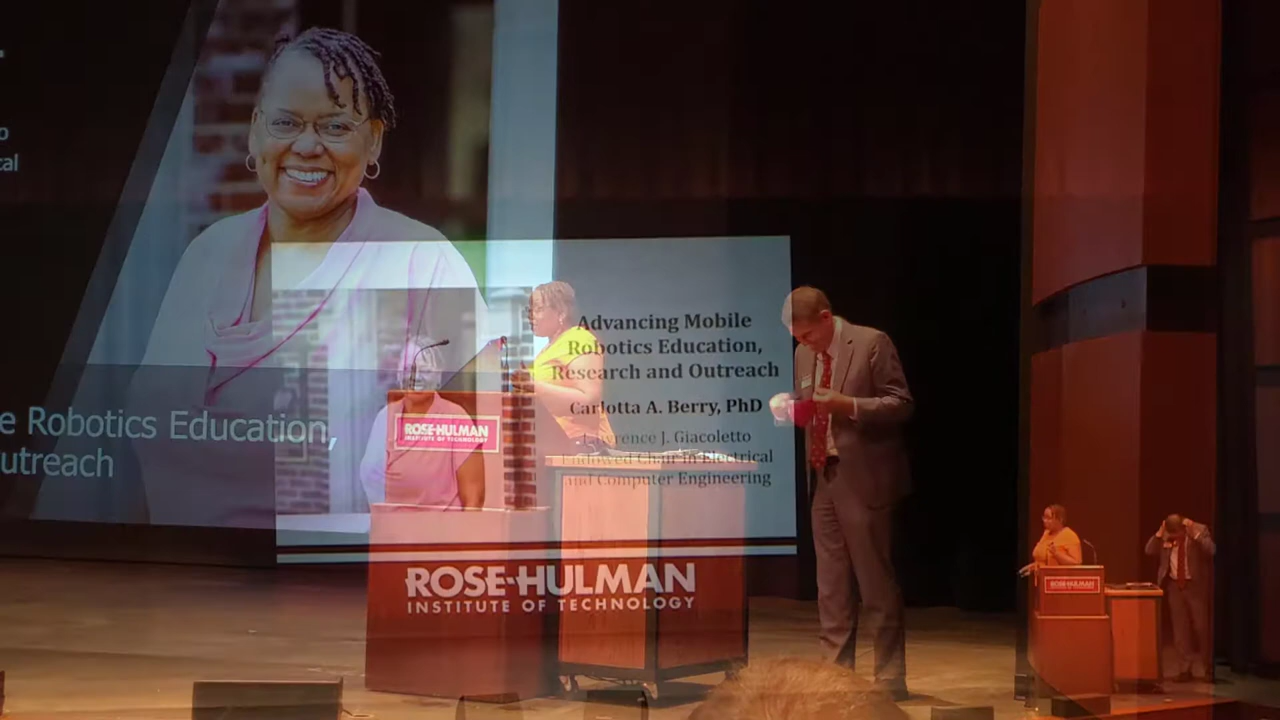 o
cal
e Robotics Education,
utreach
Advancing Mobile
Robotics Education,
Research and Outreach
Carlotta A. Berry, PhD
Lawrence J. Giacoletto
Endowed Chair in Electrical
and Computer Engineering
ROSE-HULMAN
INSTITUTE OF TECHNOLOGY
ROSE-HULMAN
INSTITUTE OF TECHNOLOGY
ROSE-HULMAN